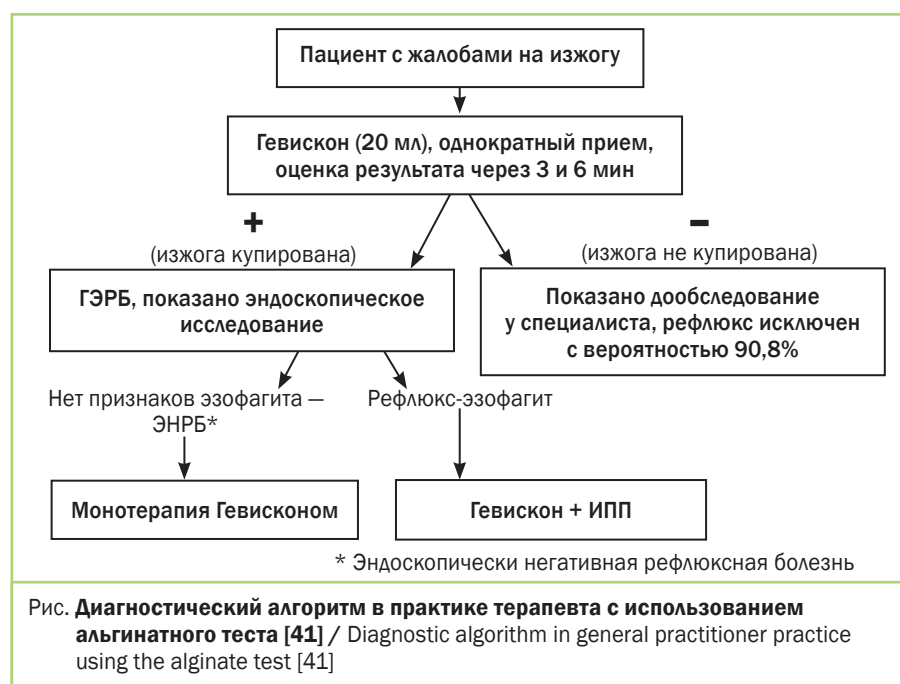 Пациент с жалобами на изжогу
Гевискон (20 мл), однократный прием,
оценка результата через 3 и 6 мин
+
(изжога купирована)
–
(изжога не купирована)
ГЭРБ, показано эндоскопическое
исследование
Показано дообследование
у специалиста, рефлюкс исключен
с вероятностью 90,8%
Нет признаков эзофагита —
ЭНРБ*
Рефлюкс-эзофагит
Монотерапия Гевисконом
Гевискон + ИПП
* Эндоскопически негативная рефлюксная болезнь
Рис. Диагностический алгоритм в практике терапевта с использованием
альгинатного теста [41] / Diagnostic algorithm in general practitioner practice
using the alginate test [41]